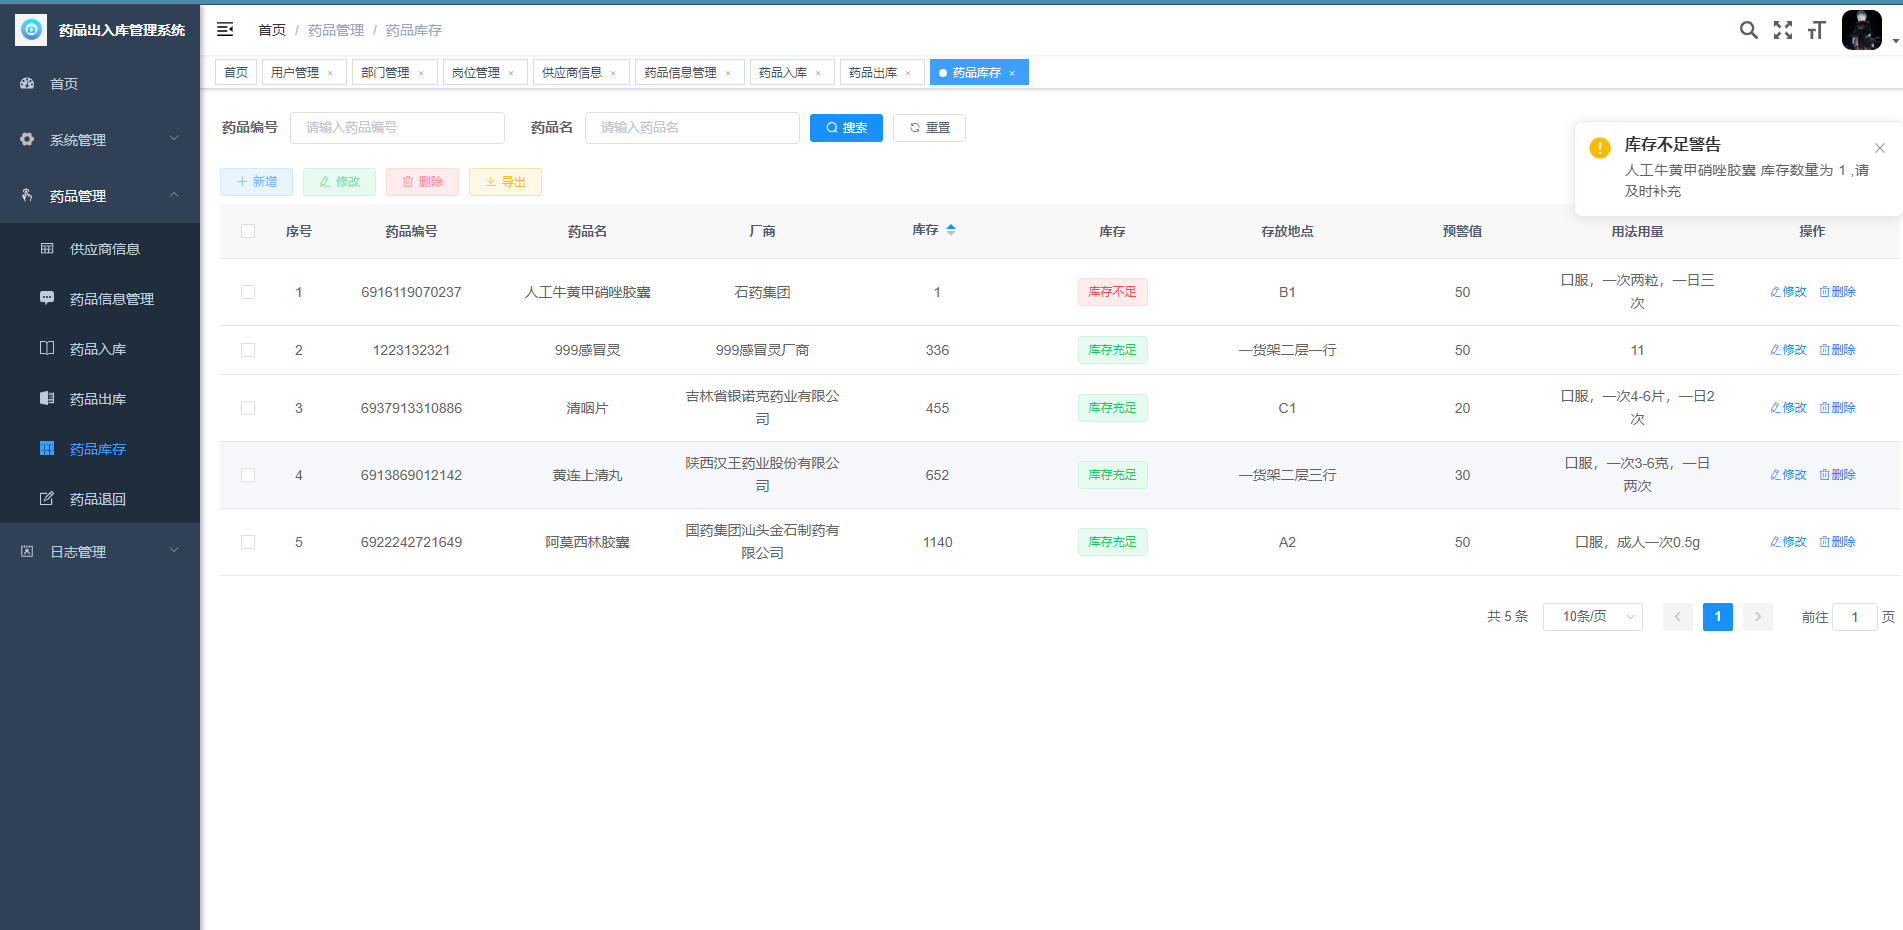 药品出入库管理系统
首页
系统管理
药品管理
供应商信息
药品信息管理
药品入库
药品出库
药品库存
药品退回
日志管理
首页 / 药品管理 / 药品库存
首页 用户管理 × 部门管理 × 岗位管理 × 供应商信息 × 药品信息管理 × 药品入库 × 药品出库 × 药品库存 ×
药品编号 请输入药品编号 药品名 请输入药品名 搜索 重置
库存不足警告
人工牛黄甲硝唑胶囊 库存数量为 1 ,请
及时补充
新增 修改 删除 导出
序号 药品编号 药品名 厂商 库存 库存 存放地点 预警值 用法用量 操作
1 6916119070237 人工牛黄甲硝唑胶囊 石药集团 1 库存不足 B1 50 口服，一次两粒，一日三
次 修改 删除
2 1223132321 999感冒灵 999感冒灵厂商 336 库存充足 一货架二层一行 50 11 修改 删除
3 6937913310886 清咽片 吉林省银诺克药业有限公
司 455 库存充足 C1 20 口服，一次4-6片，一日2
次 修改 删除
4 6913869012142 黄连上清丸 陕西汉王药业股份有限公
司 652 库存充足 一货架二层三行 30 口服，一次3-6克，一日
两次 修改 删除
5 6922242721649 阿莫西林胶囊 国药集团汕头金石制药有
限公司 1140 库存充足 A2 50 口服，成人一次0.5g 修改 删除
共 5 条 10条/页 1 前往 1 页